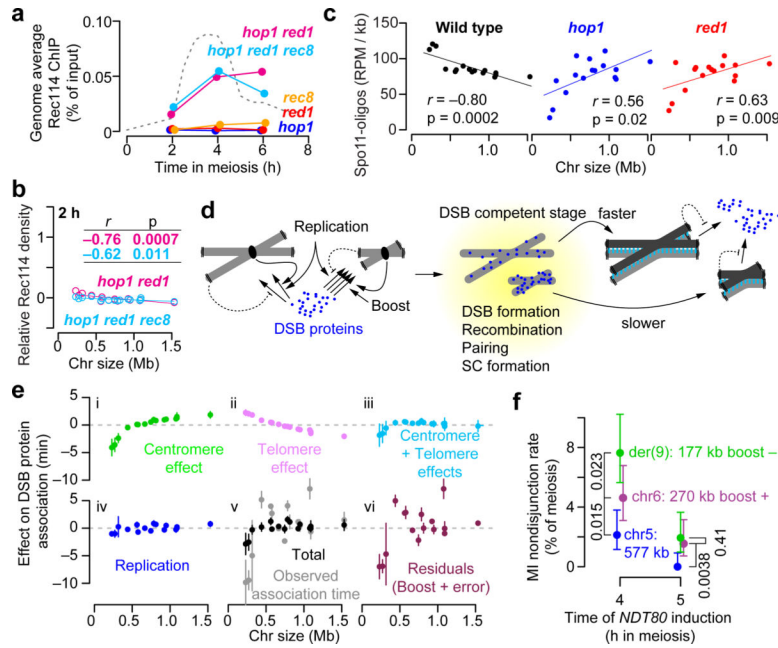 a
Genome average
Rec114 ChIP
(% of input)
0.10
0.05
0
hop1 red1
hop1 red1 rec8
rec8
red1
hop1
0 2 4 6 8
Time in meiosis (h)
b
Relative Rec114 density
1
0
2 h
r p
−0.76 0.0007
−0.62 0.011
hop1 red1
hop1 red1 rec8
0 0.5 1.0 1.5
Chr size (Mb)
c
Spo11-oligos (RPM / kb)
150
100
50
0
Wild type
r = −0.80
p = 0.0002
hop1
r = 0.56
p = 0.02
red1
r = 0.63
p = 0.009
0 1.0 0 1.0 0 1.0
Chr size (Mb)
d
Replication
Boost
DSB proteins
DSB competent stage
DSB formation
Recombination
Pairing
SC formation
faster
slower
e
Effect on DSB protein
association (min)
i
5
0
−5
Centromere
effect
ii
Telomere
effect
iii
Centromere
+ Telomere
effects
iv
5
0
−5
−10
Replication
v
Total
Observed
association time
vi
Residuals
(Boost + error)
0 0.5 1.0 1.5 0 0.5 1.0 1.5 0 0.5 1.0 1.5
Chr size (Mb)
f
MI nondisjunction rate
(% of meiosis)
8
4
0
0.023
0.015
der(9): 177 kb boost –
chr6: 270 kb boost +
chr5:
577 kb
0.41
0.0038
4 5
Time of NDT80 induction
(h in meiosis)